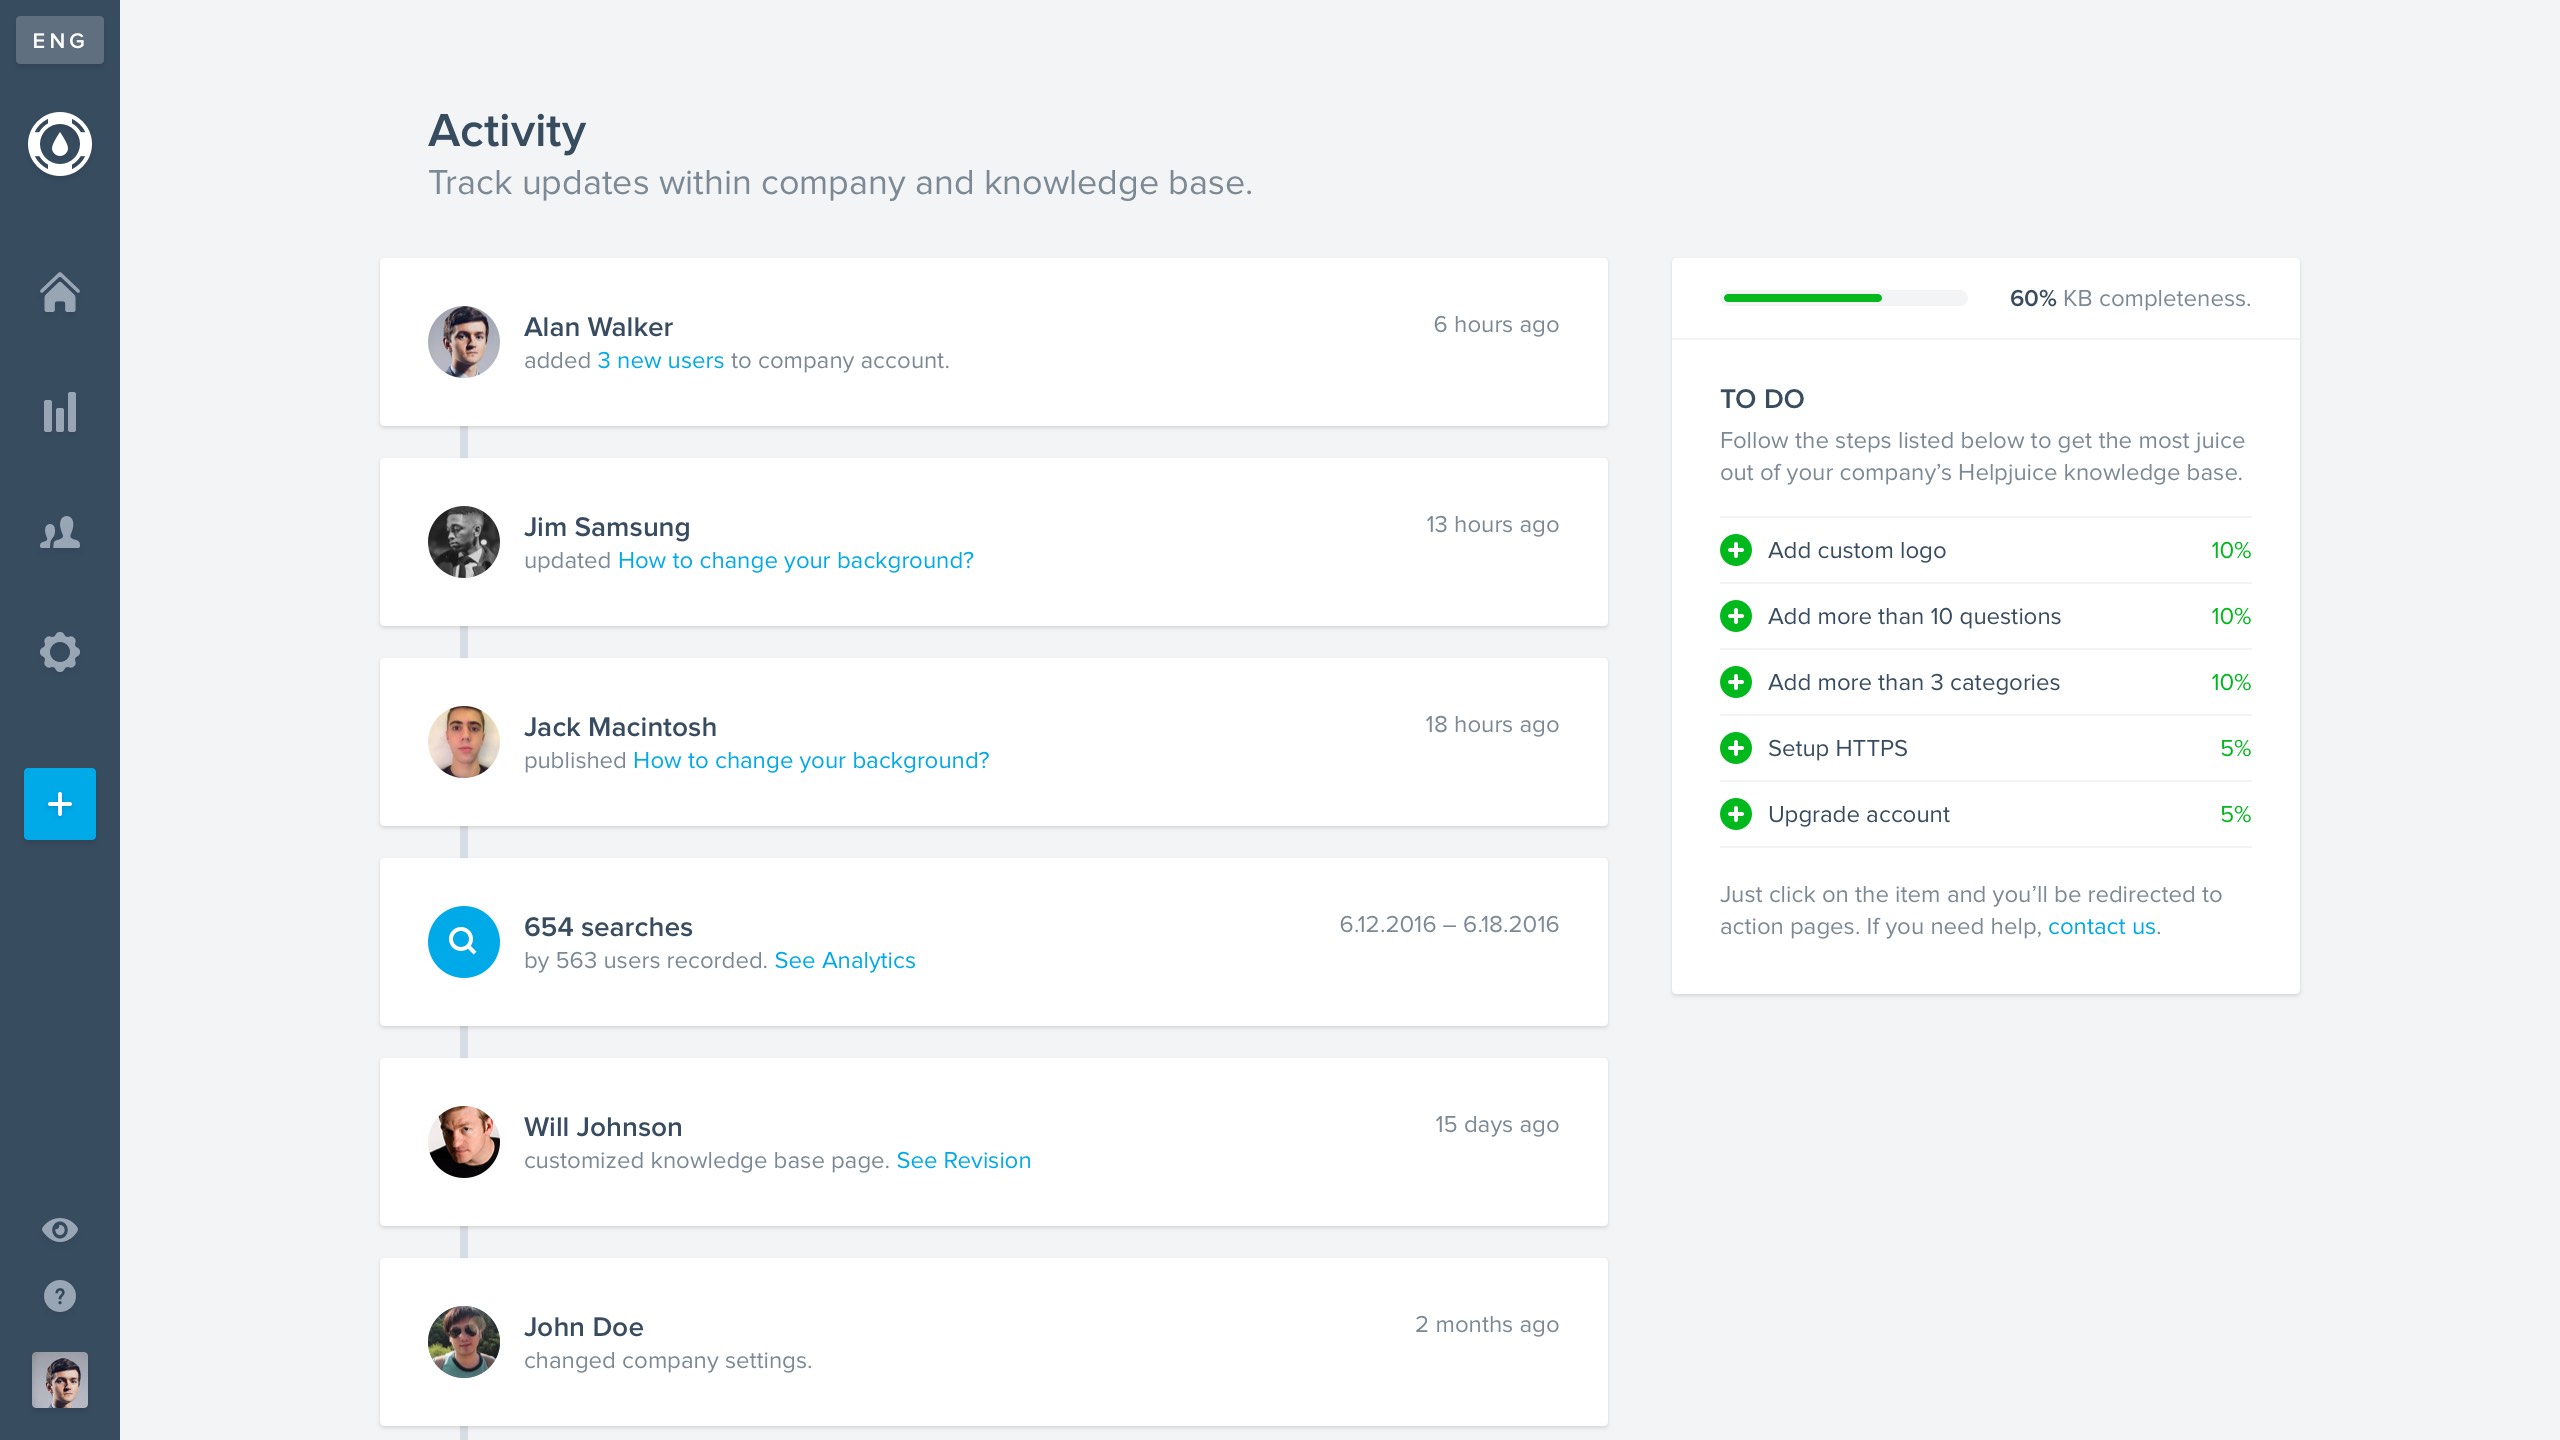 ENG
Activity
Track updates within company and knowledge base.
Alan Walker
6 hours ago
added 3 new users to company account.
Jim Samsung
13 hours ago
updated How to change your background?
Jack Macintosh
18 hours ago
published How to change your background?
654 searches
6.12.2016 – 6.18.2016
by 563 users recorded. See Analytics
Will Johnson
15 days ago
customized knowledge base page. See Revision
John Doe
2 months ago
changed company settings.
60% KB completeness.
TO DO
Follow the steps listed below to get the most juice
out of your company’s Helpjuice knowledge base.
Add custom logo 10%
Add more than 10 questions 10%
Add more than 3 categories 10%
Setup HTTPS 5%
Upgrade account 5%
Just click on the item and you’ll be redirected to
action pages. If you need help, contact us.